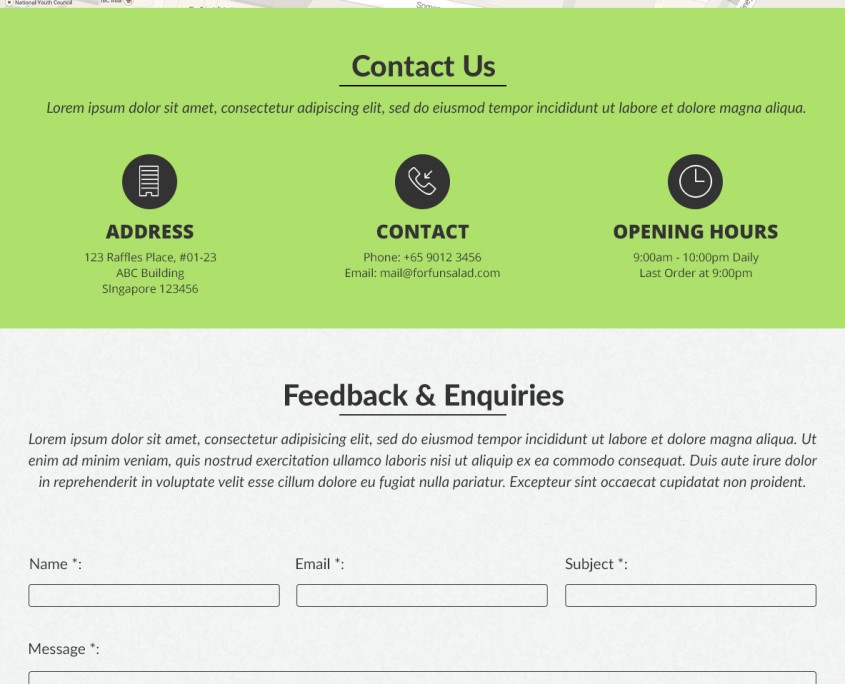 National Youth Council
Contact Us
Lorem ipsum dolor sit amet, consectetur adipiscing elit, sed do eiusmod tempor incididunt ut labore et dolore magna aliqua.
ADDRESS
123 Raffles Place, #01-23
ABC Building
SIngapore 123456
CONTACT
Phone: +65 9012 3456
Email: mail@forfunsalad.com
OPENING HOURS
9:00am - 10:00pm Daily
Last Order at 9:00pm
Feedback & Enquiries
Lorem ipsum dolor sit amet, consectetur adipisicing elit, sed do eiusmod tempor incididunt ut labore et dolore magna aliqua. Ut
enim ad minim veniam, quis nostrud exercitation ullamco laboris nisi ut aliquip ex ea commodo consequat. Duis aute irure dolor
in reprehenderit in voluptate velit esse cillum dolore eu fugiat nulla pariatur. Excepteur sint occaecat cupidatat non proident.
Name *:
Email *:
Subject *:
Message *: